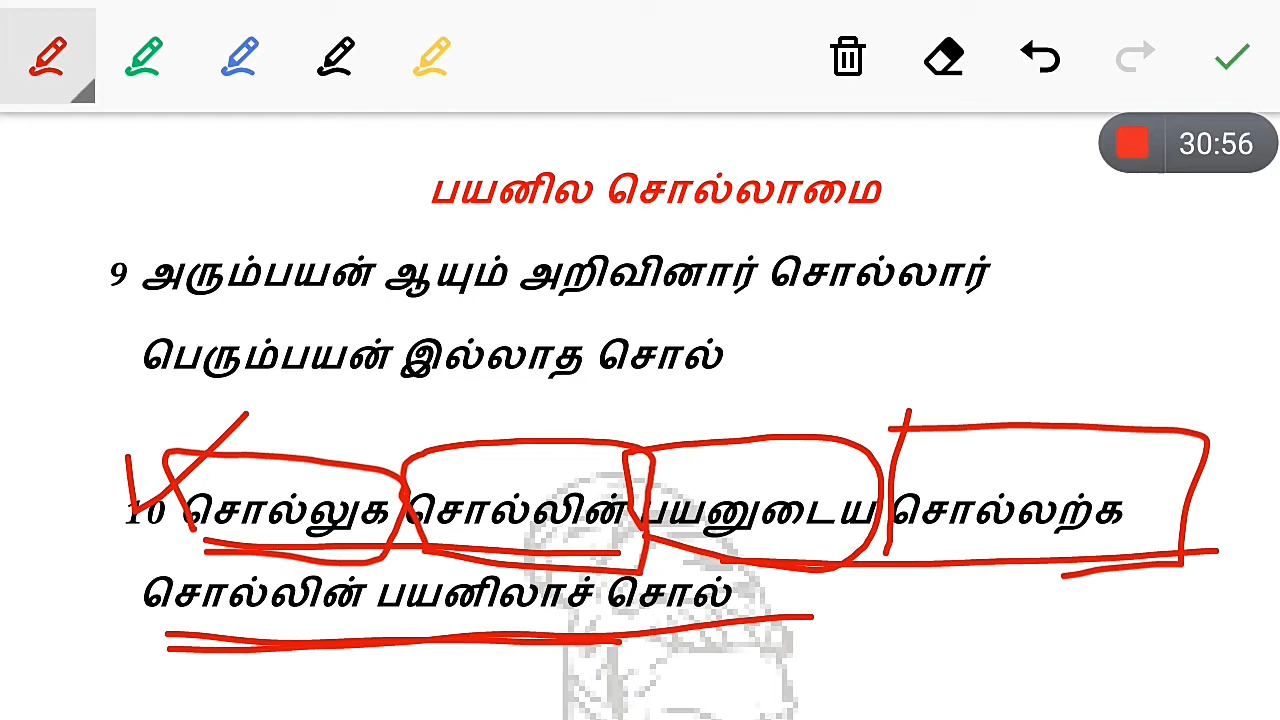 30:56
பயனில சொல்லாமை
9 அரும்பயன் ஆயும் அறிவினார் சொல்லார்
பெரும்பயன் இல்லாத சொல்
10 சொல்லுக சொல்லின் பயனுடைய சொல்லற்க
சொல்லின் பயனிலாச் சொல்